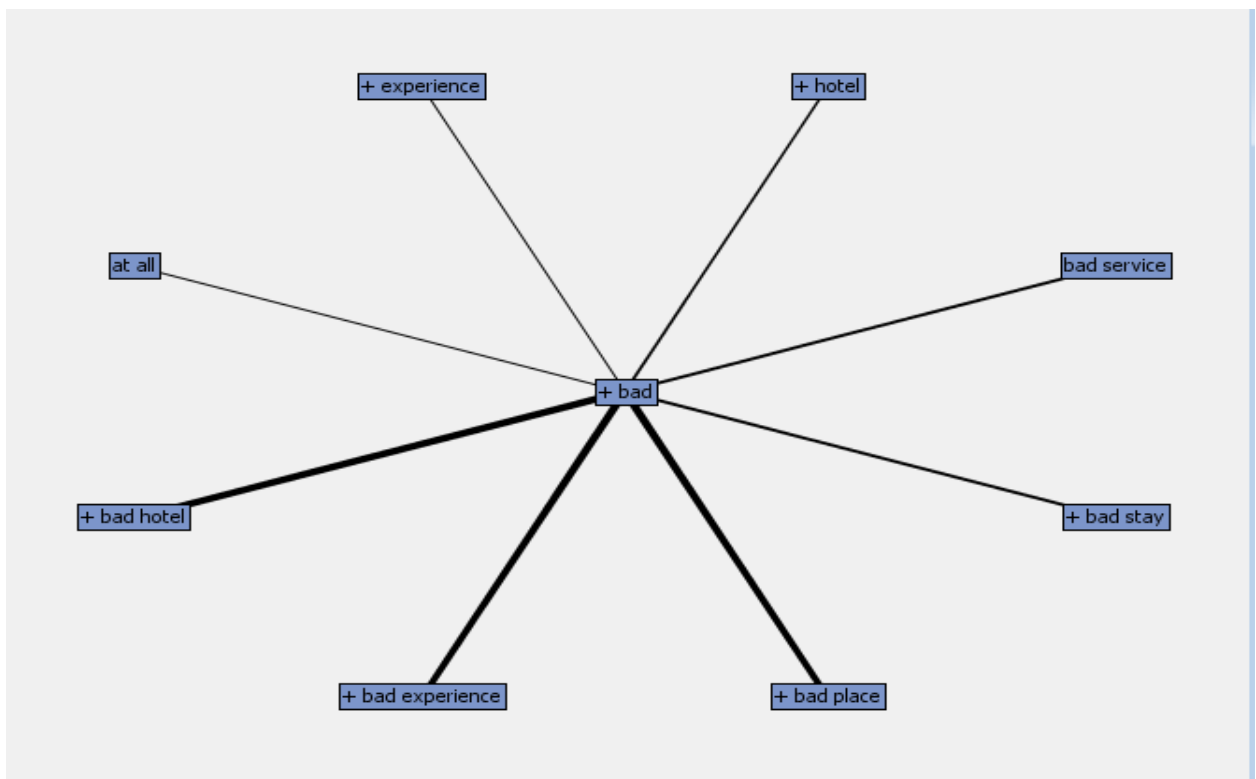 + experience
+ hotel
at all
bad service
+ bad
+ bad hotel
+ bad stay
+ bad experience
+ bad place